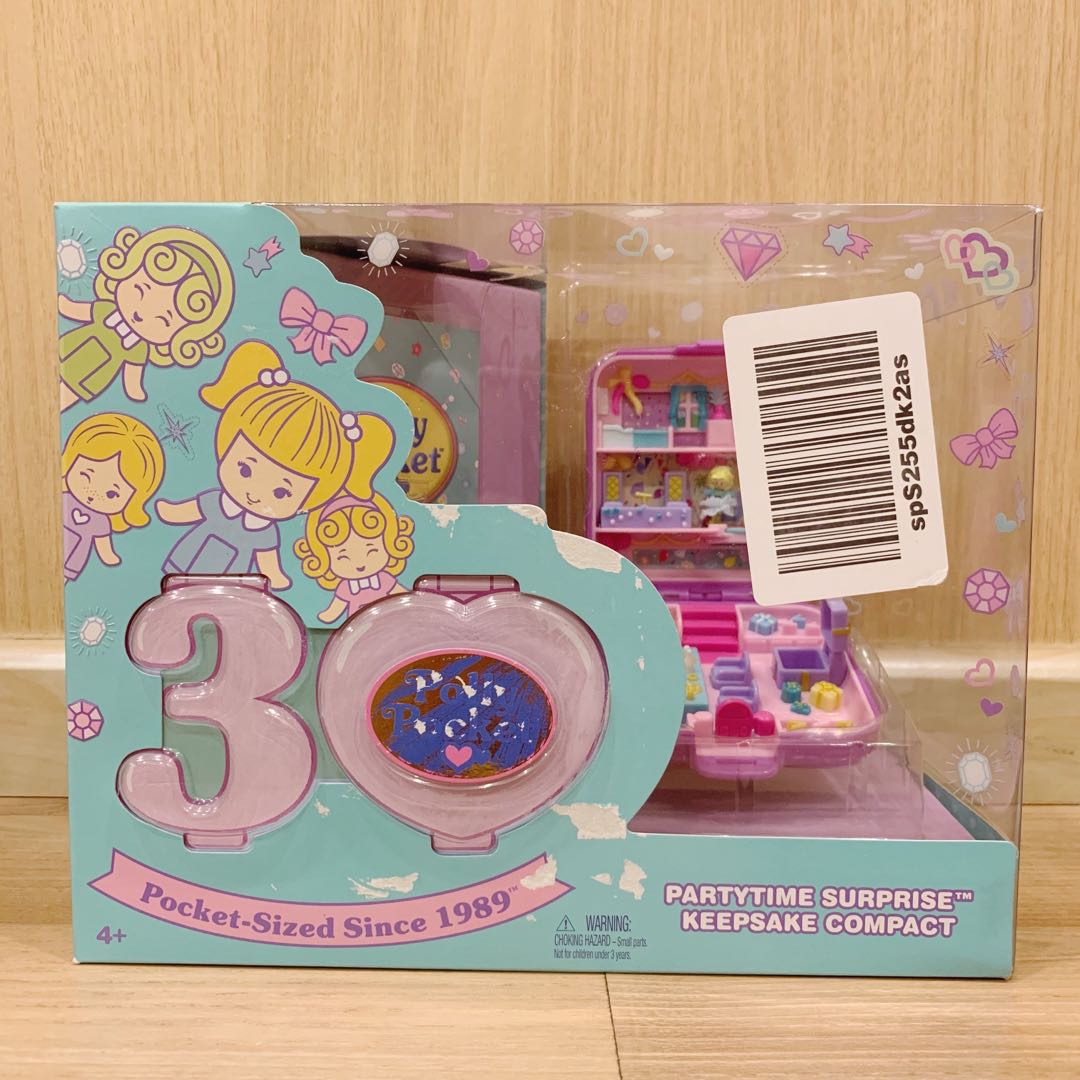 spS255dk2as
30
Polly
Pocket
Pocket-Sized Since 1989™
4+
WARNING:
CHOKING HAZARD – Small parts.
Not for children under 3 years.
PARTYTIME SURPRISE™
KEEPSAKE COMPACT